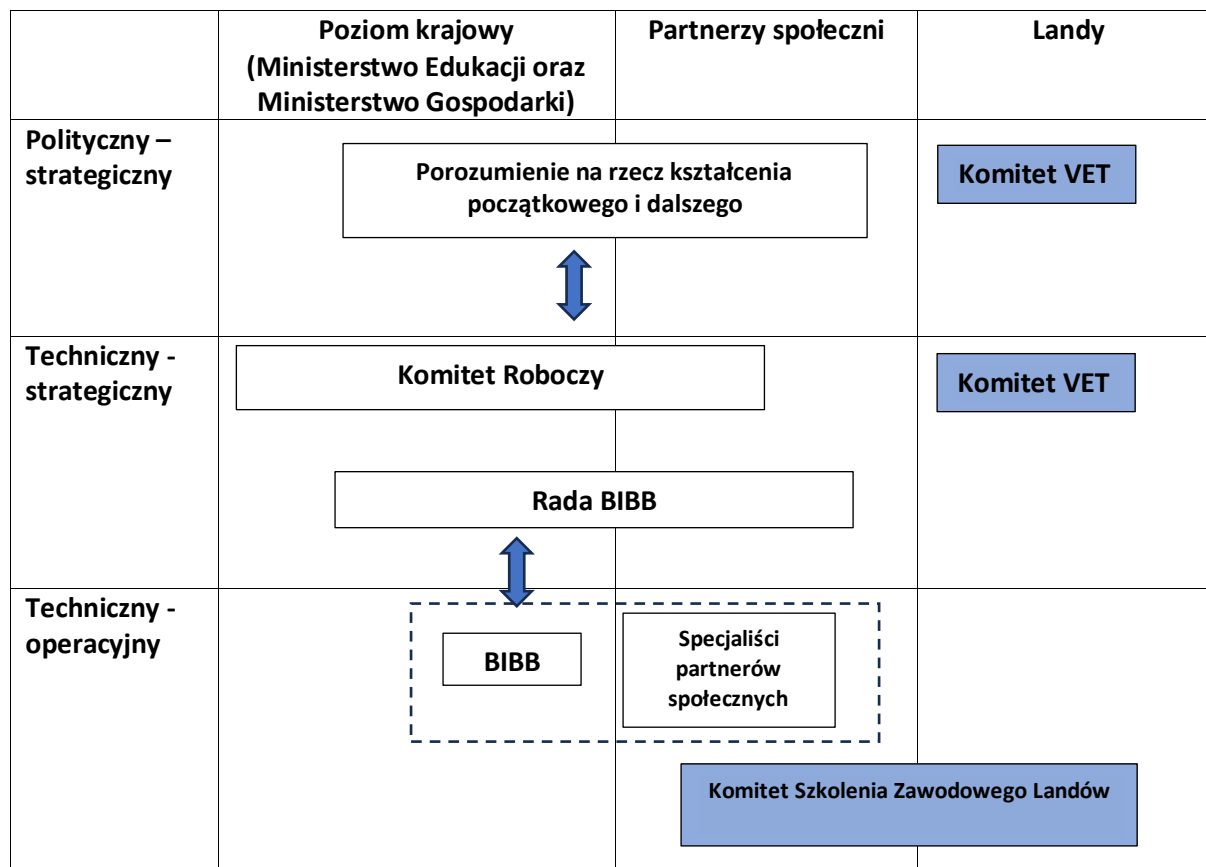 Poziom krajowy
(Ministerstwo Edukacji oraz
Ministerstwo Gospodarki)
Partnerzy społeczni
Landy
Polityczny –
strategiczny
Porozumienie na rzecz kształcenia
początkowego i dalszego
Komitet VET
Techniczny -
strategiczny
Komitet Roboczy
Komitet VET
Rada BIBB
Techniczny -
operacyjny
BIBB
Specjaliści
partnerów
społecznych
Komitet Szkolenia Zawodowego Landów